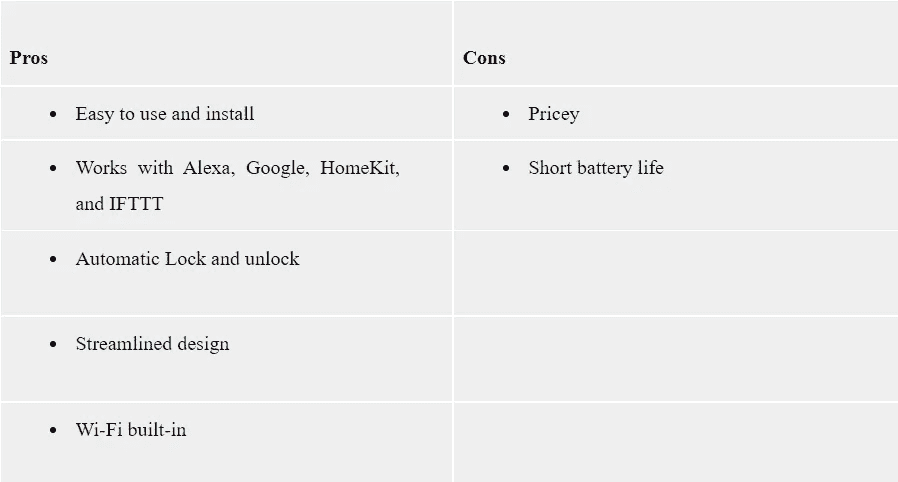 Pros
Cons
• Easy to use and install
• Pricey
• Works with Alexa, Google, HomeKit,
and IFTTT
• Short battery life
• Automatic Lock and unlock
• Streamlined design
• Wi-Fi built-in